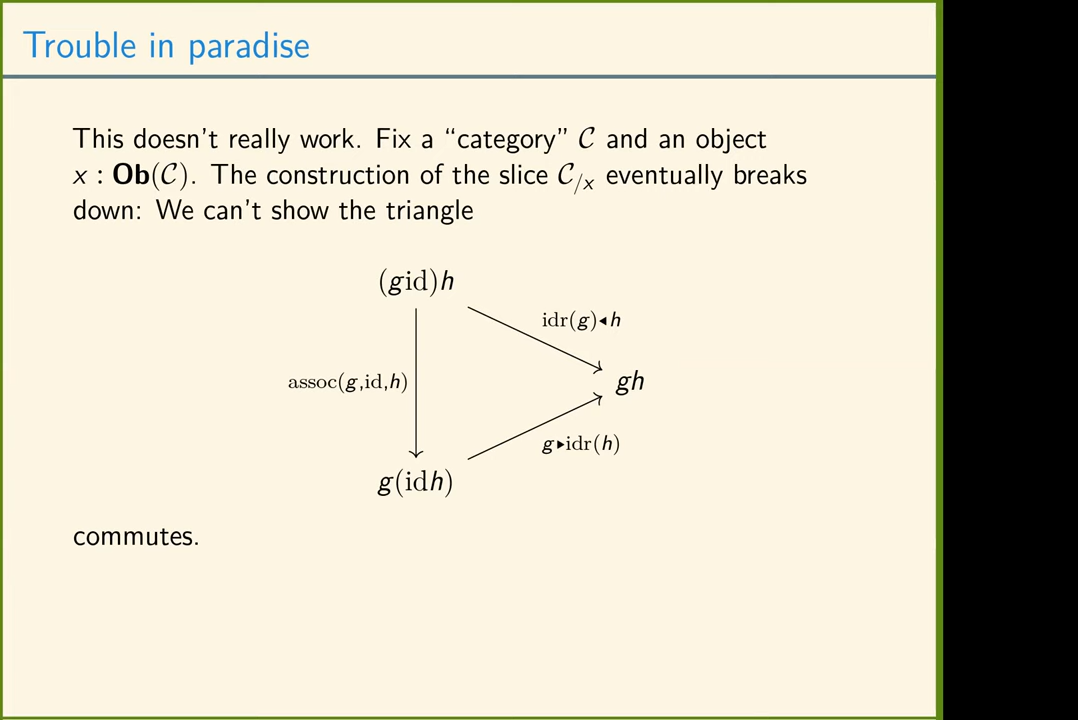 Trouble in paradise
This doesn't really work. Fix a “category” 𝒞 and an object
x : Ob(𝒞). The construction of the slice 𝒞/x eventually breaks
down: We can't show the triangle
(gid)h
idr(g)◂h
assoc(g,id,h)
gh
g▸idr(h)
g(idh)
commutes.